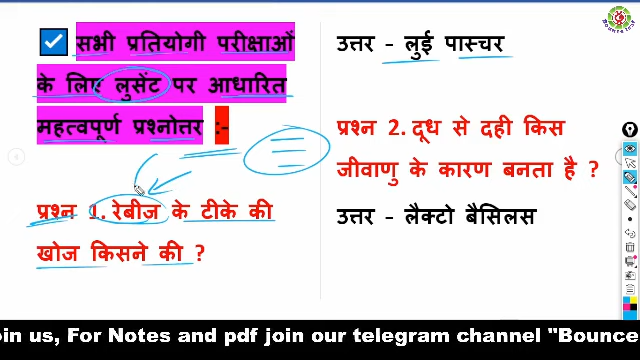 सभी प्रतियोगी परीक्षाओं
के लिए लुसेंट पर आधारित
महत्वपूर्ण प्रश्नोतर :-
प्रश्न 1. रेबीज के टीके की
खोज किसने की ?
उत्तर - लुई पास्चर
प्रश्न 2. दूध से दही किस
जीवाणु के कारण बनता है ?
उत्तर - लैक्टो बैसिलस
oin us, For Notes and pdf join our telegram channel "Bounce